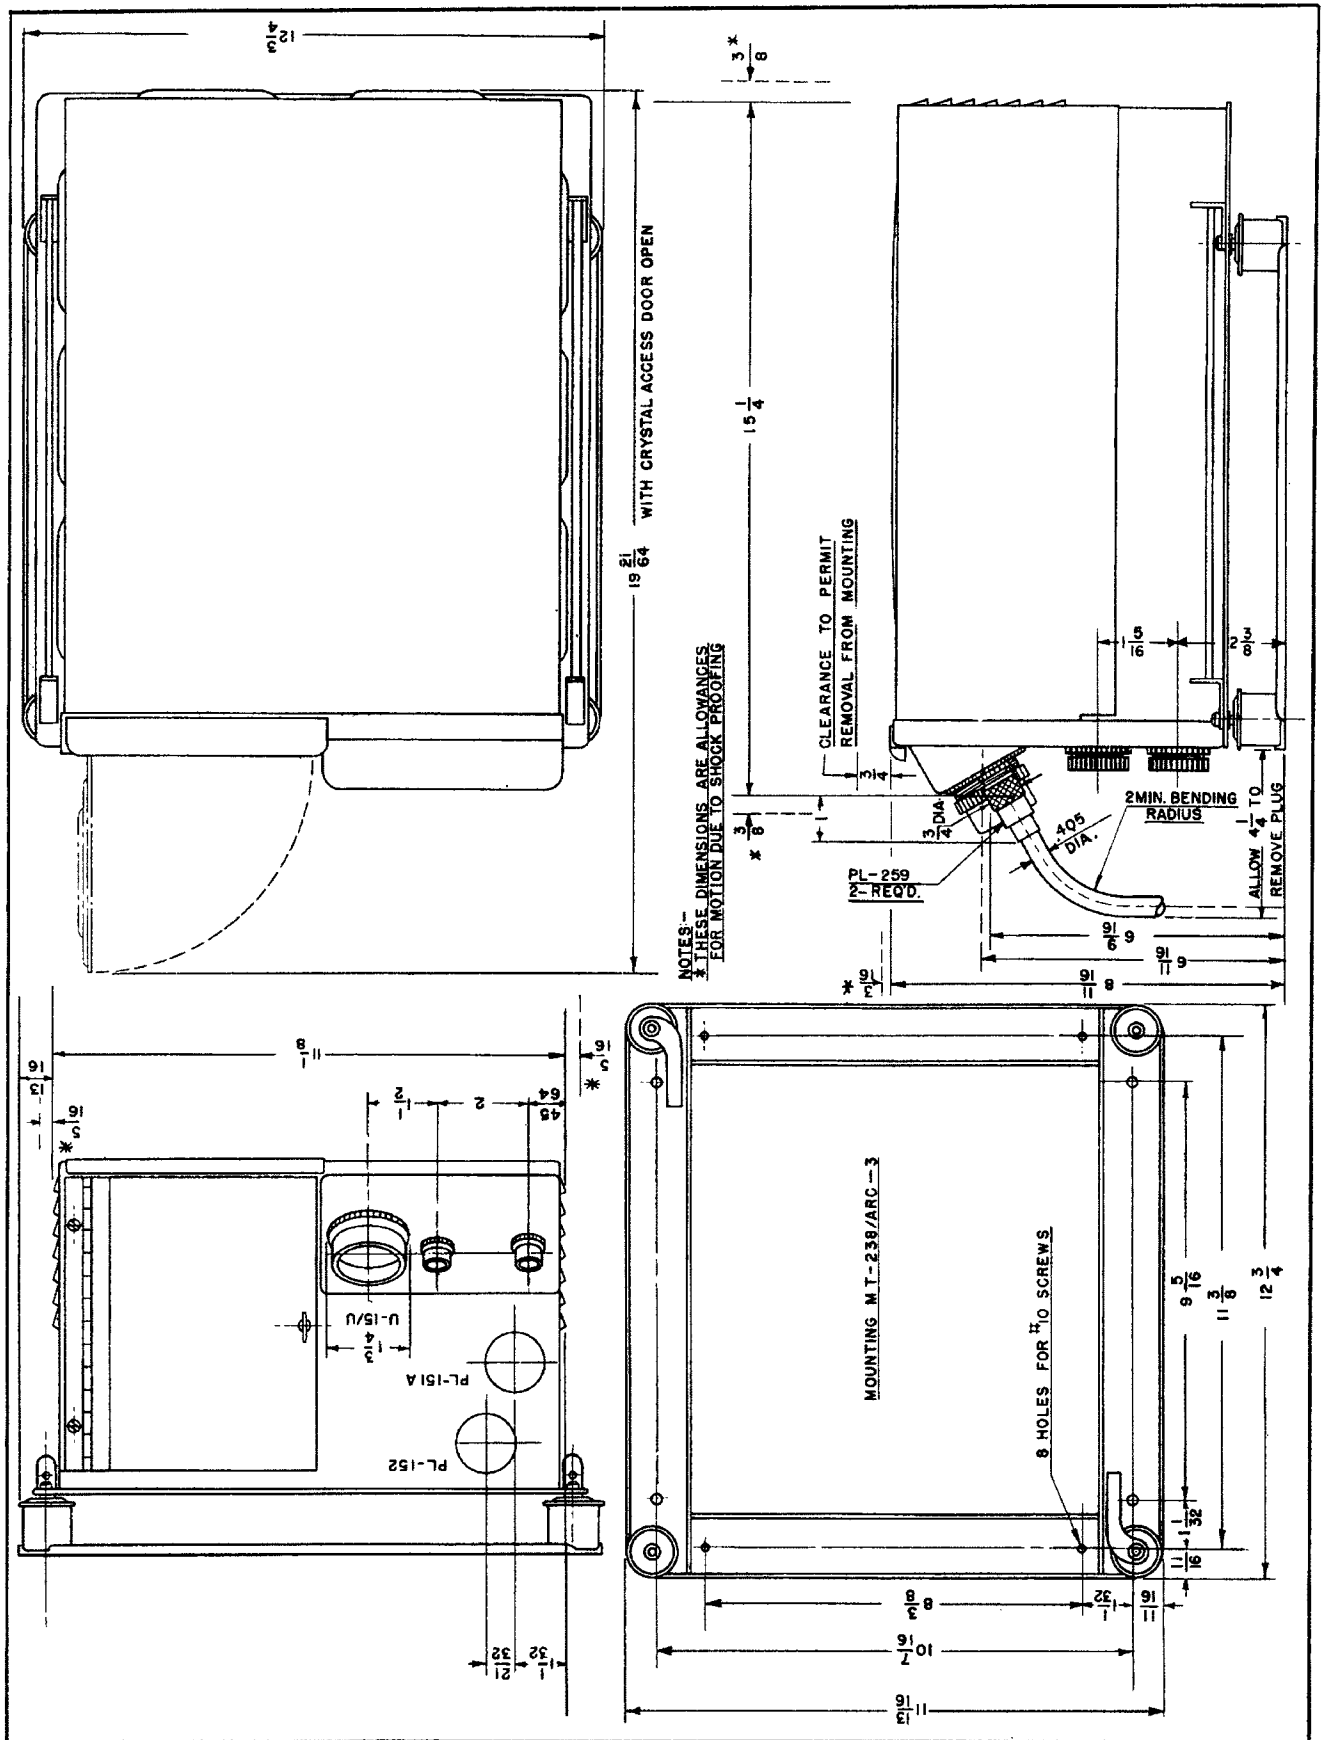 12 3/4
3/8 *
19 21/64 WITH CRYSTAL ACCESS DOOR OPEN
15 1/4
CLEARANCE TO PERMIT
REMOVAL FROM MOUNTING
3/4
NOTES:-
* THESE DIMENSIONS ARE ALLOWANCES
FOR MOTION DUE TO SHOCK PROOFING
3/8 *
1
3/4 DIA.
PL-259
2-REQ'D.
.405
DIA.
2 MIN. BENDING
RADIUS
1 5/16
2 3/8
ALLOW 4 1/4 TO
REMOVE PLUG
6 9/16
6 11/16
8 11/16
3/16 *
13/16
5/16 *
11 1/8
5/16 *
1 1/2
2
45/64
U-15/U
1 3/4
PL-151A
PL-152
21/32
1 1/32
MOUNTING MT-238/ARC-3
8 HOLES FOR #10 SCREWS
9 5/16
11 3/8
12 3/4
1 1/32
11/16
8 3/8
1 1/32
11/16
10 7/16
11 13/16